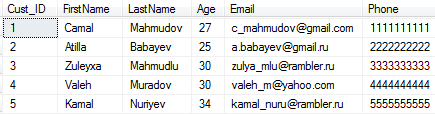 Cust_ID FirstName LastName Age Email Phone
1 Camal Mahmudov 27 c_mahmudov@gmail.com 1111111111
2 Atilla Babayev 25 a.babayev@gmail.ru 2222222222
3 Zuleyxa Mahmudlu 30 zulya_mlu@rambler.ru 3333333333
4 Valeh Muradov 30 valeh_m@yahoo.com 4444444444
5 Kamal Nuriyev 34 kamal_nuru@rambler.ru 5555555555